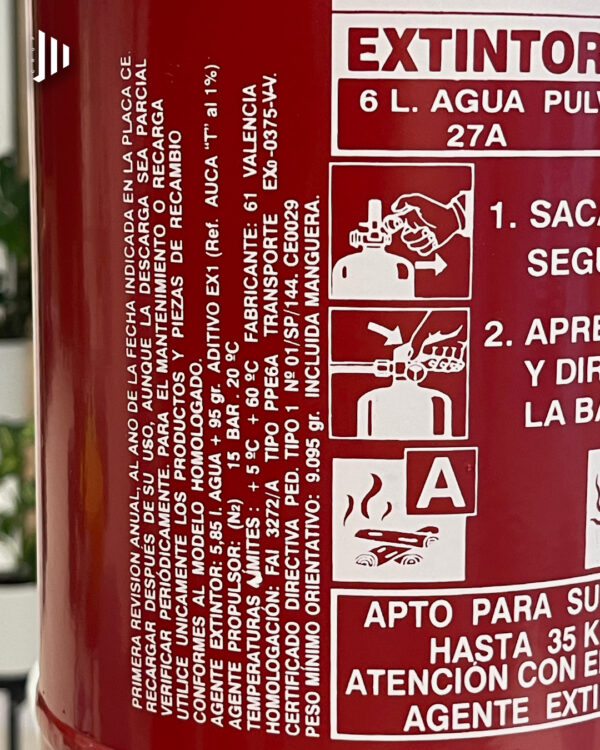 PRIMERA REVISION ANUAL, AL ANO DE LA FECHA INDICADA EN LA PLACA CE.
RECARGAR DESPUÉS DE SU USO, AUNQUE LA DESCARGA SEA PARCIAL
VERIFICAR PERIÓDICAMENTE. PARA EL MANTENIMIENTO O RECARGA
UTILICE UNICAMENTE LOS PRODUCTOS Y PIEZAS DE RECAMBIO
CONFORMES AL MODELO HOMOLOGADO.
AGENTE EXTINTOR: 5,85 l. AGUA + 95 gr. ADITIVO EX1 (Ref. AUCA "T" al 1%)
AGENTE PROPULSOR: (N2) 15 BAR. 20 ºC
TEMPERATURAS LÍMITES : + 5 ºC + 60 ºC FABRICANTE: 61 VALENCIA
HOMOLOGACIÓN: FAI 3272/A TIPO PPE6A TRANSPORTE EX0-0375-VV.
CERTIFICADO DIRECTIVA PED. TIPO 1 Nº 01/SP/144. CE0029
PESO MÍNIMO ORIENTATIVO: 9.095 gr. INCLUIDA MANGUERA.
EXTINTOR
6 L. AGUA PULV
27A
1. SACA
SEGU
2. APRE
Y DIR
LA BA
A
APTO PARA SU
HASTA 35 K
ATENCIÓN CON E
AGENTE EXTI